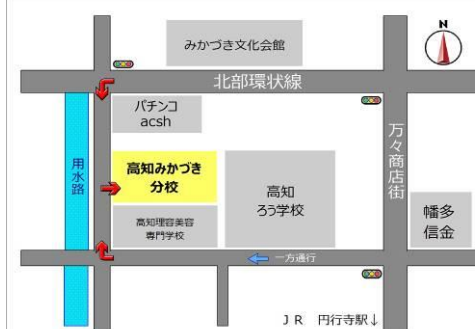 みかづき文化会館
N
北部環状線
パチンコ
acsh
万々商店街
用水路
高知みかづき
分校
高知
ろう学校
高知理容美容
専門学校
幡多
信金
一方通行
JR 円行寺駅↓